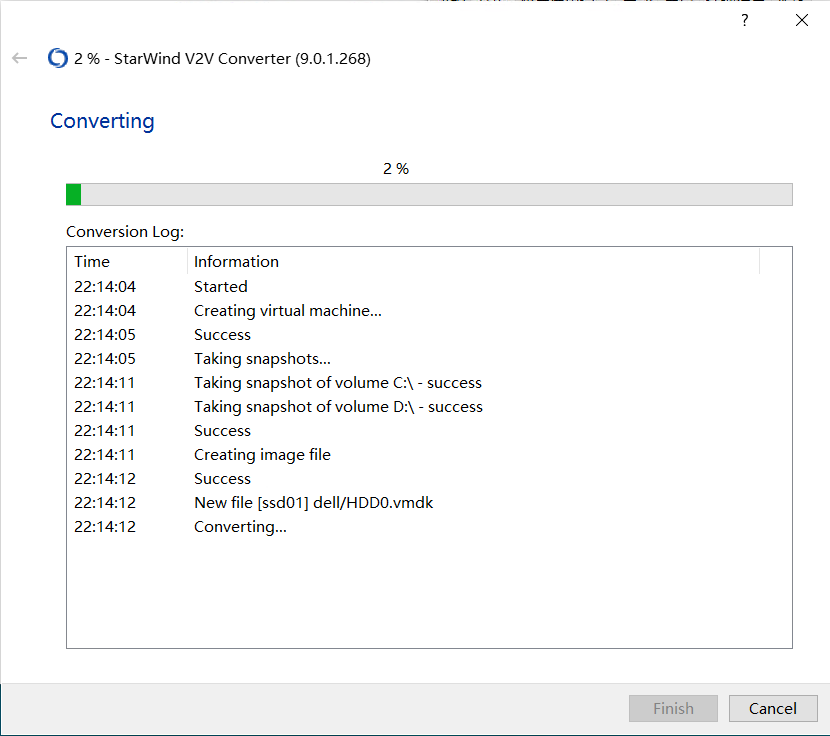 ?
2 % - StarWind V2V Converter (9.0.1.268)
Converting
2 %
Conversion Log:
Time Information
22:14:04 Started
22:14:04 Creating virtual machine...
22:14:05 Success
22:14:05 Taking snapshots...
22:14:11 Taking snapshot of volume C:\ - success
22:14:11 Taking snapshot of volume D:\ - success
22:14:11 Success
22:14:11 Creating image file
22:14:12 Success
22:14:12 New file [ssd01] dell/HDD0.vmdk
22:14:12 Converting...
Finish Cancel